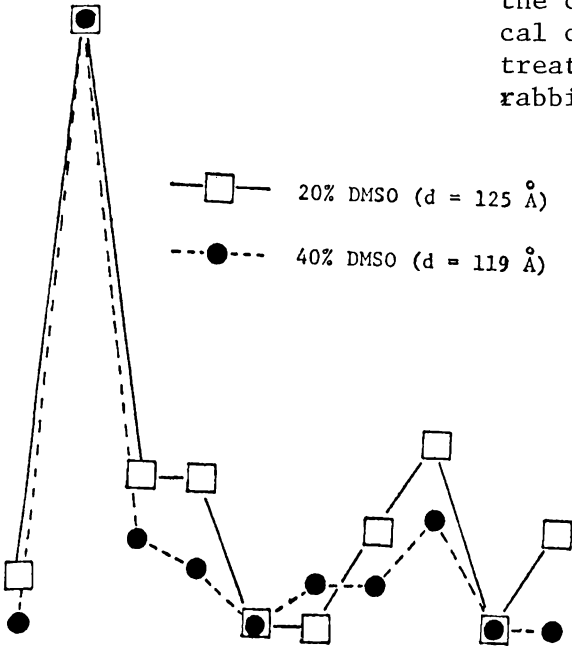 the
cal
treat
rabbi
20% DMSO (d = 125 Å)
40% DMSO (d = 119 Å)